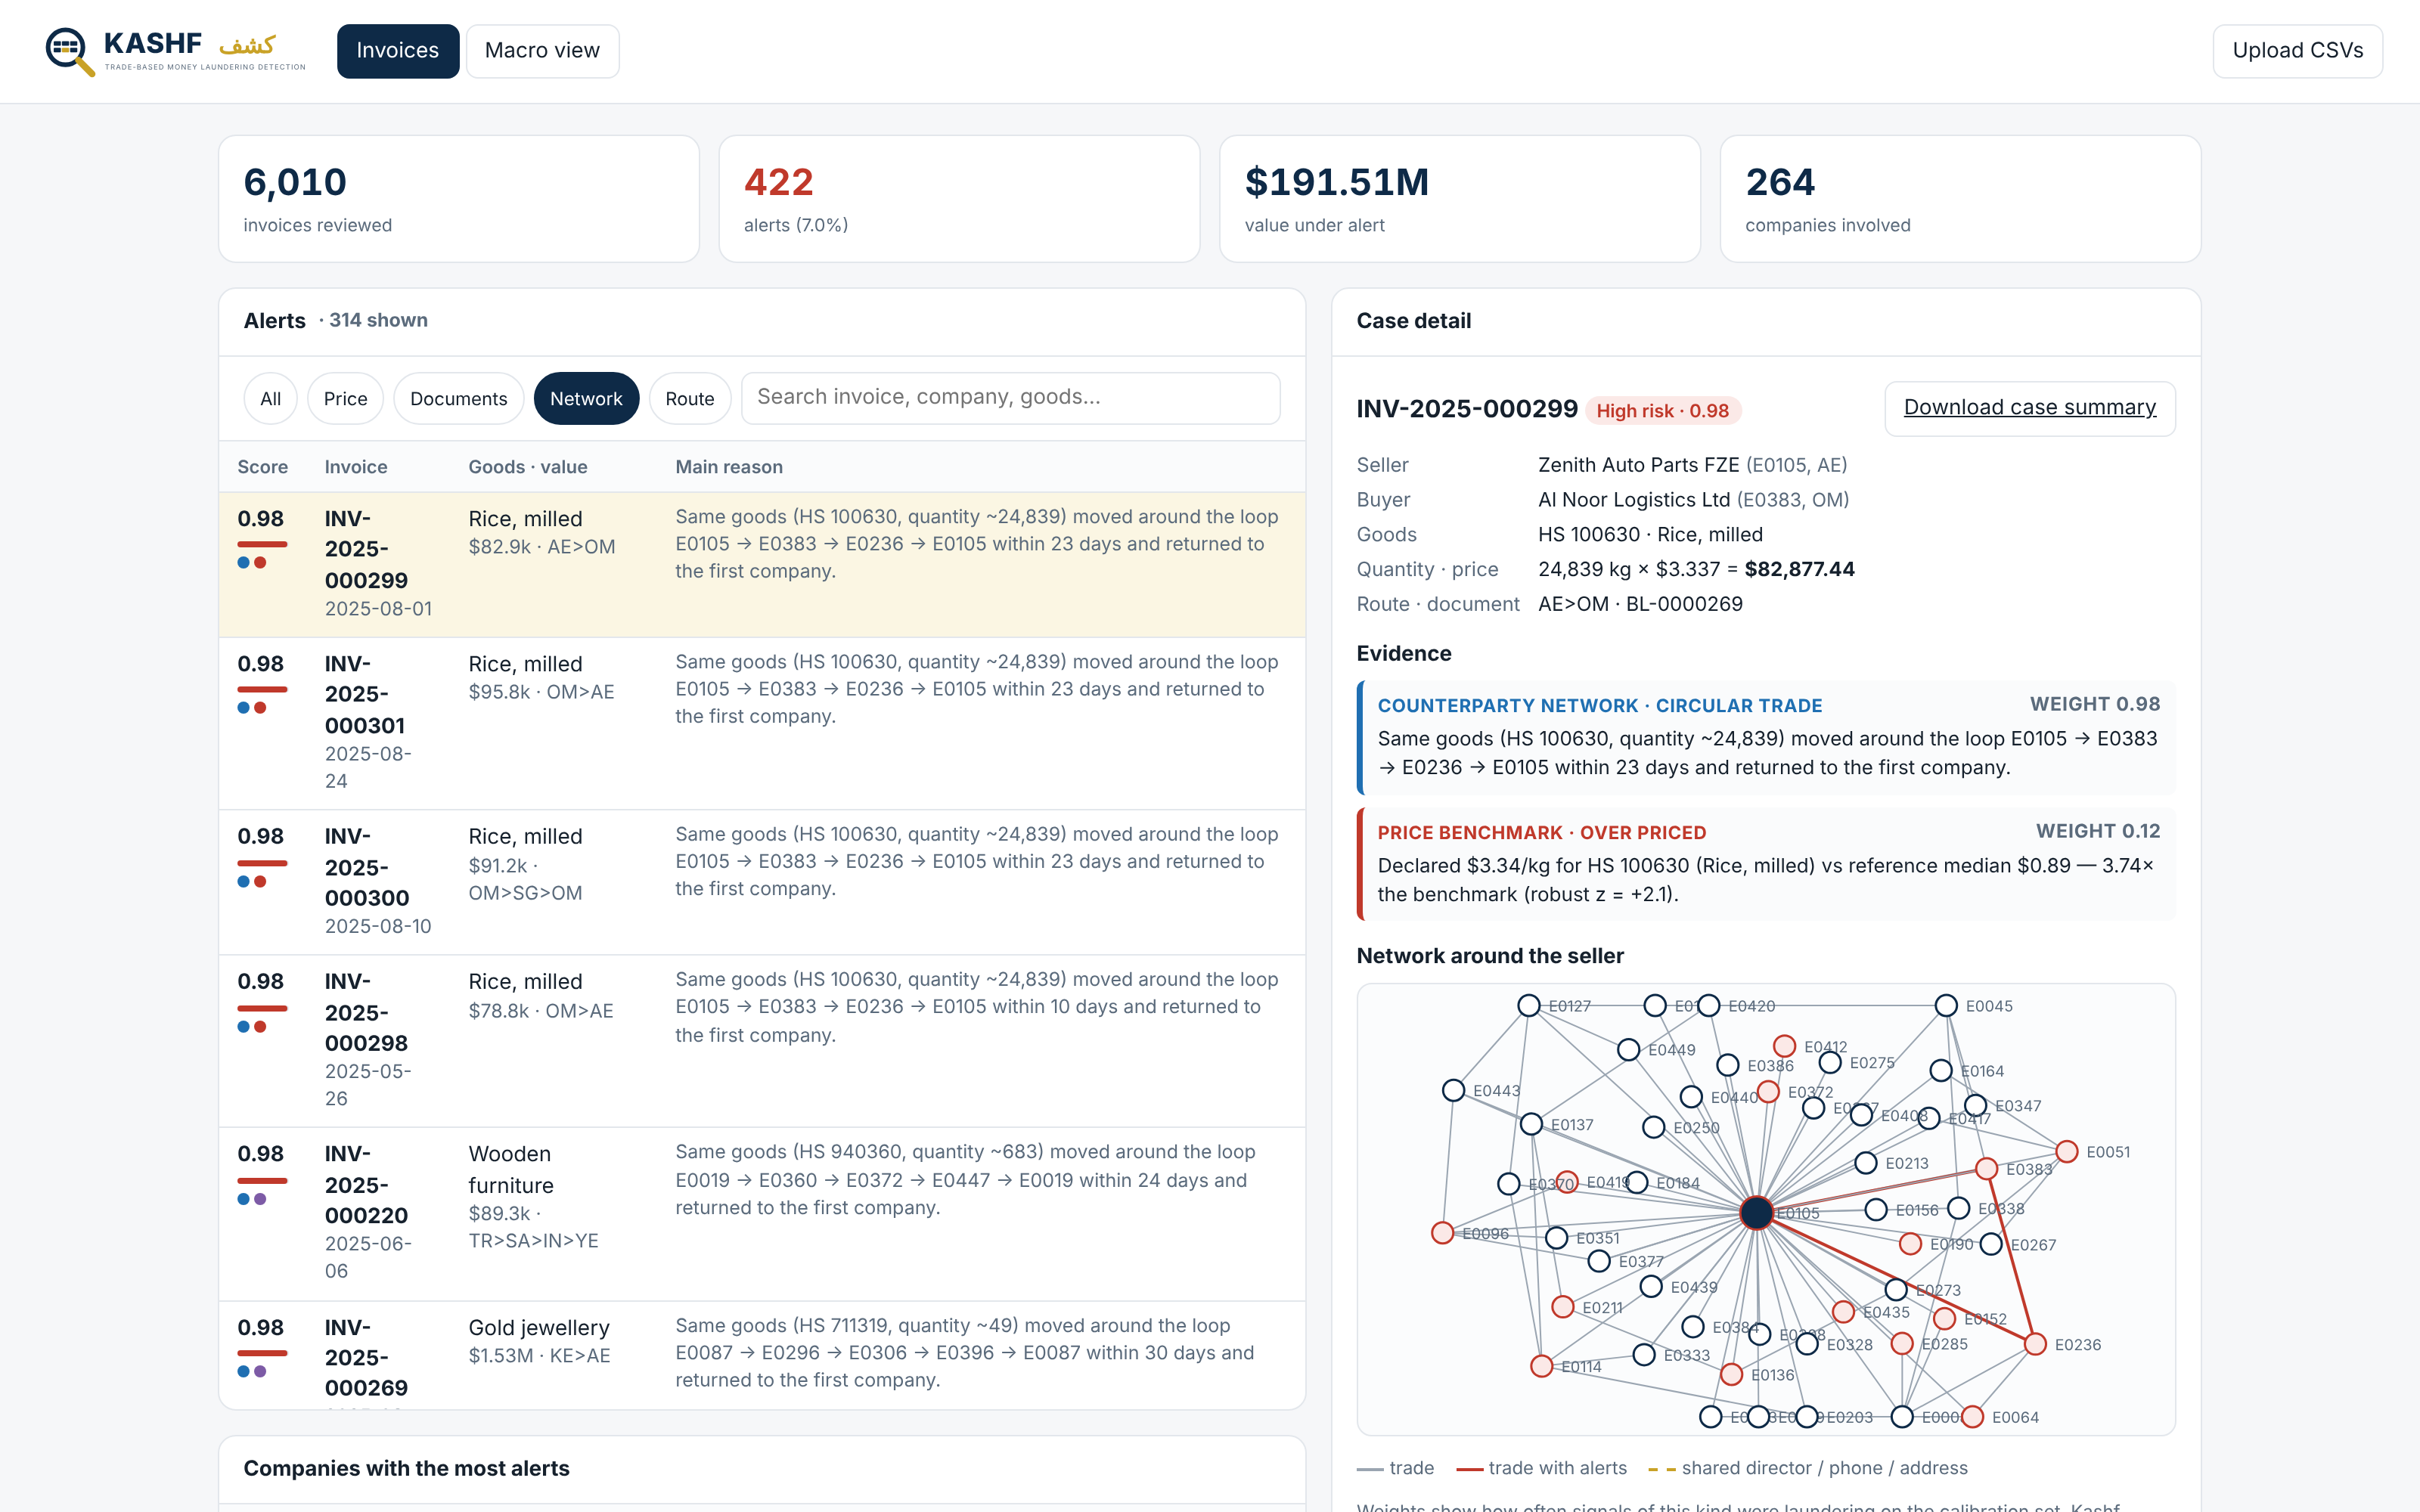 KASHF كشف
TRADE-BASED MONEY LAUNDERING DETECTION
Invoices
Macro view
Upload CSVs
6,010
invoices reviewed
422
alerts (7.0%)
$191.51M
value under alert
264
companies involved
Alerts · 314 shown
All
Price
Documents
Network
Route
Search invoice, company, goods...
Score Invoice Goods · value Main reason
0.98
INV-
2025-
000299
2025-08-01
Rice, milled
$82.9k · AE>OM
Same goods (HS 100630, quantity ~24,839) moved around the loop
E0105 → E0383 → E0236 → E0105 within 23 days and returned to
the first company.
0.98
INV-
2025-
000301
2025-08-
24
Rice, milled
$95.8k · OM>AE
Same goods (HS 100630, quantity ~24,839) moved around the loop
E0105 → E0383 → E0236 → E0105 within 23 days and returned to
the first company.
0.98
INV-
2025-
000300
2025-08-10
Rice, milled
$91.2k ·
OM>SG>OM
Same goods (HS 100630, quantity ~24,839) moved around the loop
E0105 → E0383 → E0236 → E0105 within 23 days and returned to
the first company.
0.98
INV-
2025-
000298
2025-05-
26
Rice, milled
$78.8k · OM>AE
Same goods (HS 100630, quantity ~24,839) moved around the loop
E0105 → E0383 → E0236 → E0105 within 10 days and returned to
the first company.
0.98
INV-
2025-
000220
2025-06-
06
Wooden
furniture
$89.3k ·
TR>SA>IN>YE
Same goods (HS 940360, quantity ~683) moved around the loop
E0019 → E0360 → E0372 → E0447 → E0019 within 24 days and
returned to the first company.
0.98
INV-
2025-
000269
Gold jewellery
$1.53M · KE>AE
Same goods (HS 711319, quantity ~49) moved around the loop
E0087 → E0296 → E0306 → E0396 → E0087 within 30 days and
returned to the first company.
Companies with the most alerts
Case detail
INV-2025-000299 High risk · 0.98
Download case summary
Seller Zenith Auto Parts FZE (E0105, AE)
Buyer Al Noor Logistics Ltd (E0383, OM)
Goods HS 100630 · Rice, milled
Quantity · price 24,839 kg × $3.337 = $82,877.44
Route · document AE>OM · BL-0000269
Evidence
COUNTERPARTY NETWORK · CIRCULAR TRADE WEIGHT 0.98
Same goods (HS 100630, quantity ~24,839) moved around the loop E0105 → E0383
→ E0236 → E0105 within 23 days and returned to the first company.
PRICE BENCHMARK · OVER PRICED WEIGHT 0.12
Declared $3.34/kg for HS 100630 (Rice, milled) vs reference median $0.89 — 3.74×
the benchmark (robust z = +2.1).
Network around the seller
E0127
E0420
E0045
E0449
E0412
E0386
E0275
E0164
E0443
E0440
E0372
E0408
E0417
E0347
E0137
E0250
E0051
E0213
E0383
E0370
E0419
E0184
E0105
E0156
E0338
E0096
E0351
E0190
E0267
E0377
E0439
E0273
E0211
E0435
E0152
E0384
E0328
E0285
E0236
E0333
E0114
E0136
E0203
E0064
trade
trade with alerts
shared director / phone / address
Weights show how often signals of this kind were laundering on the calibration set. Kashf